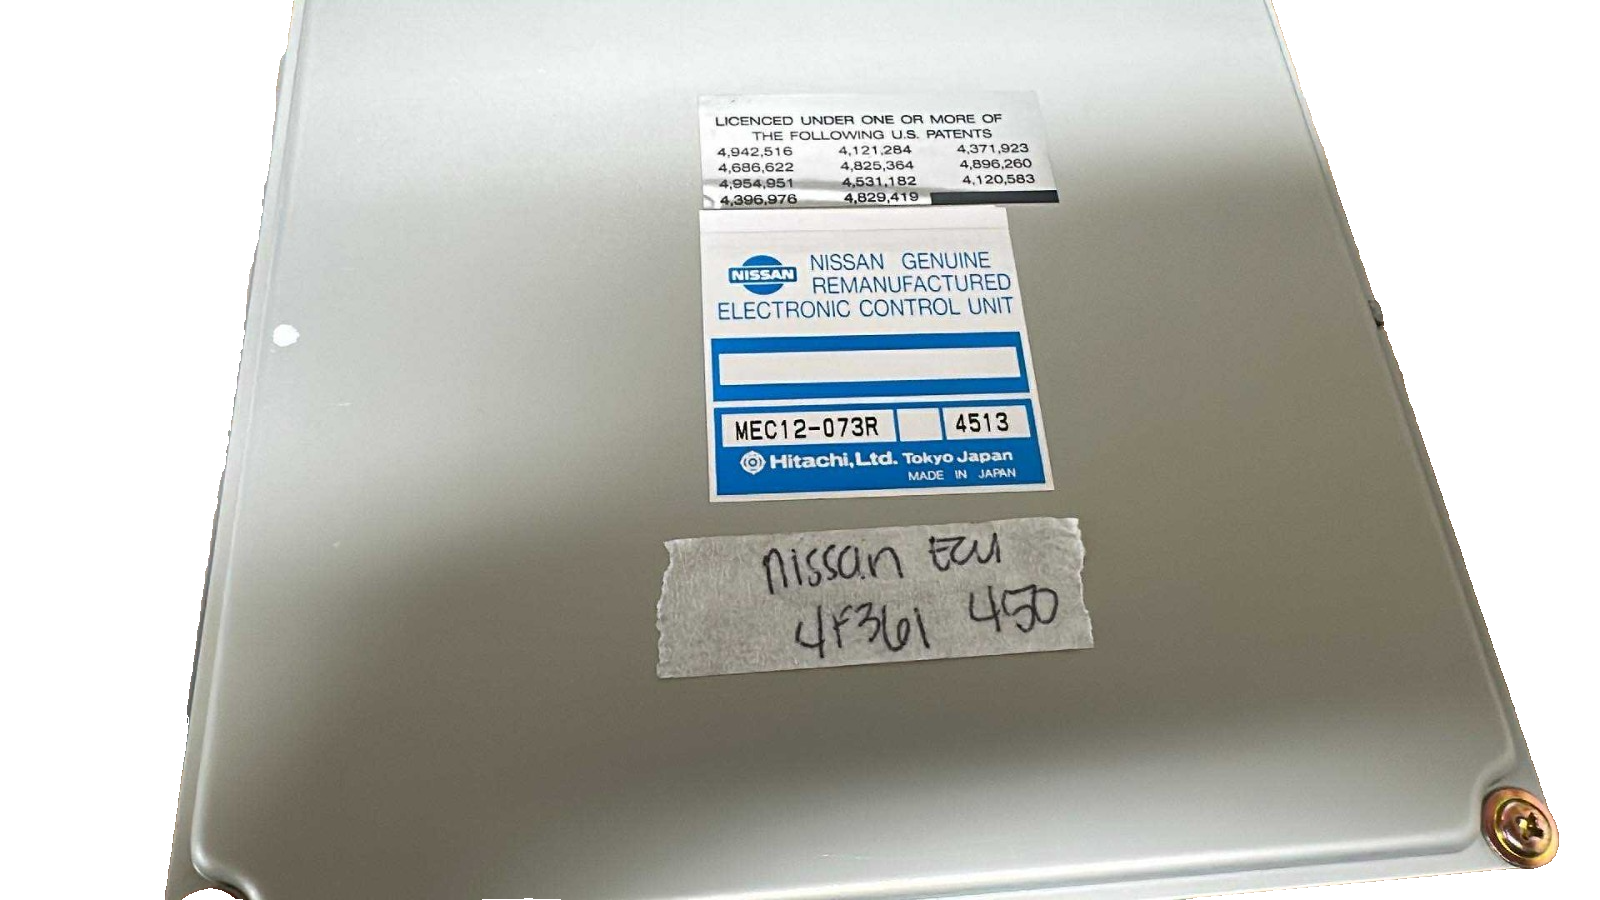 LICENCED UNDER ONE OR MORE OF
THE FOLLOWING U.S. PATENTS
4,942,516 4,121,284 4,371,923
4,686,622 4,825,364 4,896,260
4,954,951 4,531,182 4,120,583
4,396,976 4,829,419
NISSAN
NISSAN GENUINE
REMANUFACTURED
ELECTRONIC CONTROL UNIT
MEC12-073R 4513
Hitachi,Ltd. Tokyo Japan
MADE IN JAPAN
nissan ECU
4F361 450